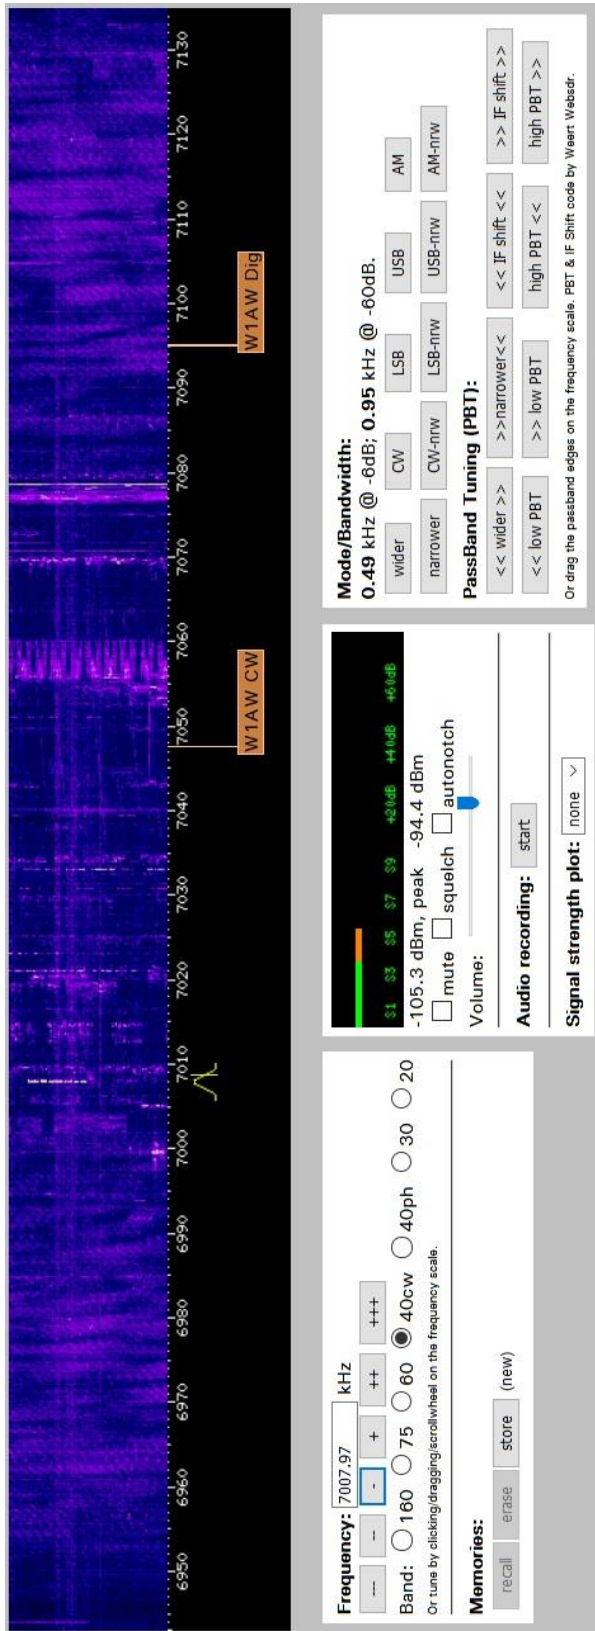 6950 6960 6970 6980 6990 7000 7010 7020 7030 7040 7050 7060 7070 7080 7090 7100 7110 7120 7130
W1AW CW W1AW Dig
Frequency: 7007.97 kHz
--- -- - + ++ +++
Band: 160 75 60 40cw 40ph 30 20
Or tune by clicking/dragging/scrollwheel on the frequency scale.
Memories:
recall erase store (new)
S1 S3 S5 S7 S9 +20dB +40dB +60dB
-105.3 dBm, peak -94.4 dBm
mute squelch autonotch
Volume:
Audio recording: start
Signal strength plot: none
Mode/Bandwidth:
0.49 kHz @ -6dB; 0.95 kHz @ -60dB.
wider CW LSB USB AM
narrower CW-nrw LSB-nrw USB-nrw AM-nrw
PassBand Tuning (PBT):
<< wider >> >>narrower<< << IF shift << >> IF shift >>
<< low PBT >> low PBT high PBT << high PBT >>
Or drag the passband edges on the frequency scale. PBT & IF Shift code by Weert Websdr.